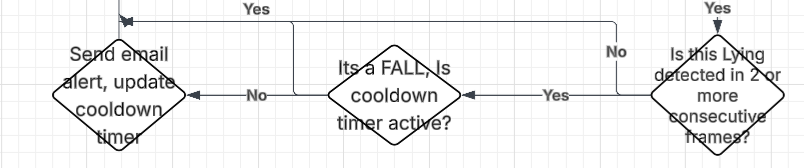 Yes
Yes
No
Send email
alert, update
cooldown
timer
No
Its a FALL, Is
cooldown
timer active?
Yes
Is this Lying
detected in 2 or
more
consecutive
frames?